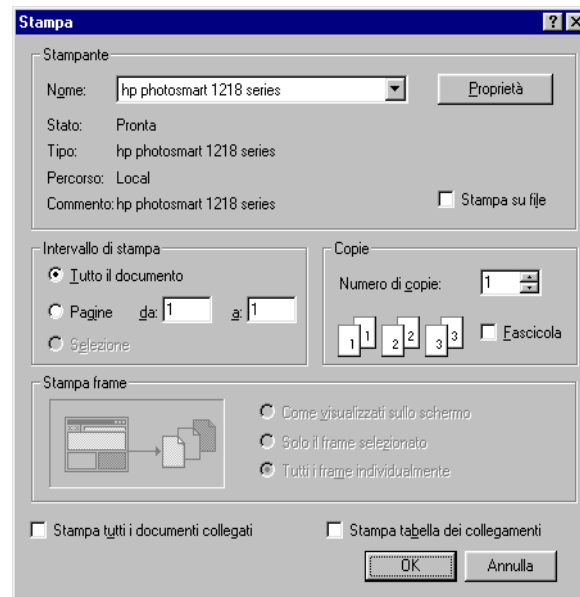 Stampa
Stampante
Nome: hp photosmart 1218 series Proprietà
Stato: Pronta
Tipo: hp photosmart 1218 series
Percorso: Local
Commento: hp photosmart 1218 series Stampa su file
Intervallo di stampa
Tutto il documento
Pagine da: 1 a: 1
Selezione
Copie
Numero di copie: 1
1 1 2 2 3 3 Fascicola
Stampa frame
Come visualizzati sullo schermo
Solo il frame selezionato
Tutti i frame individualmente
Stampa tutti i documenti collegati Stampa tabella dei collegamenti
OK Annulla